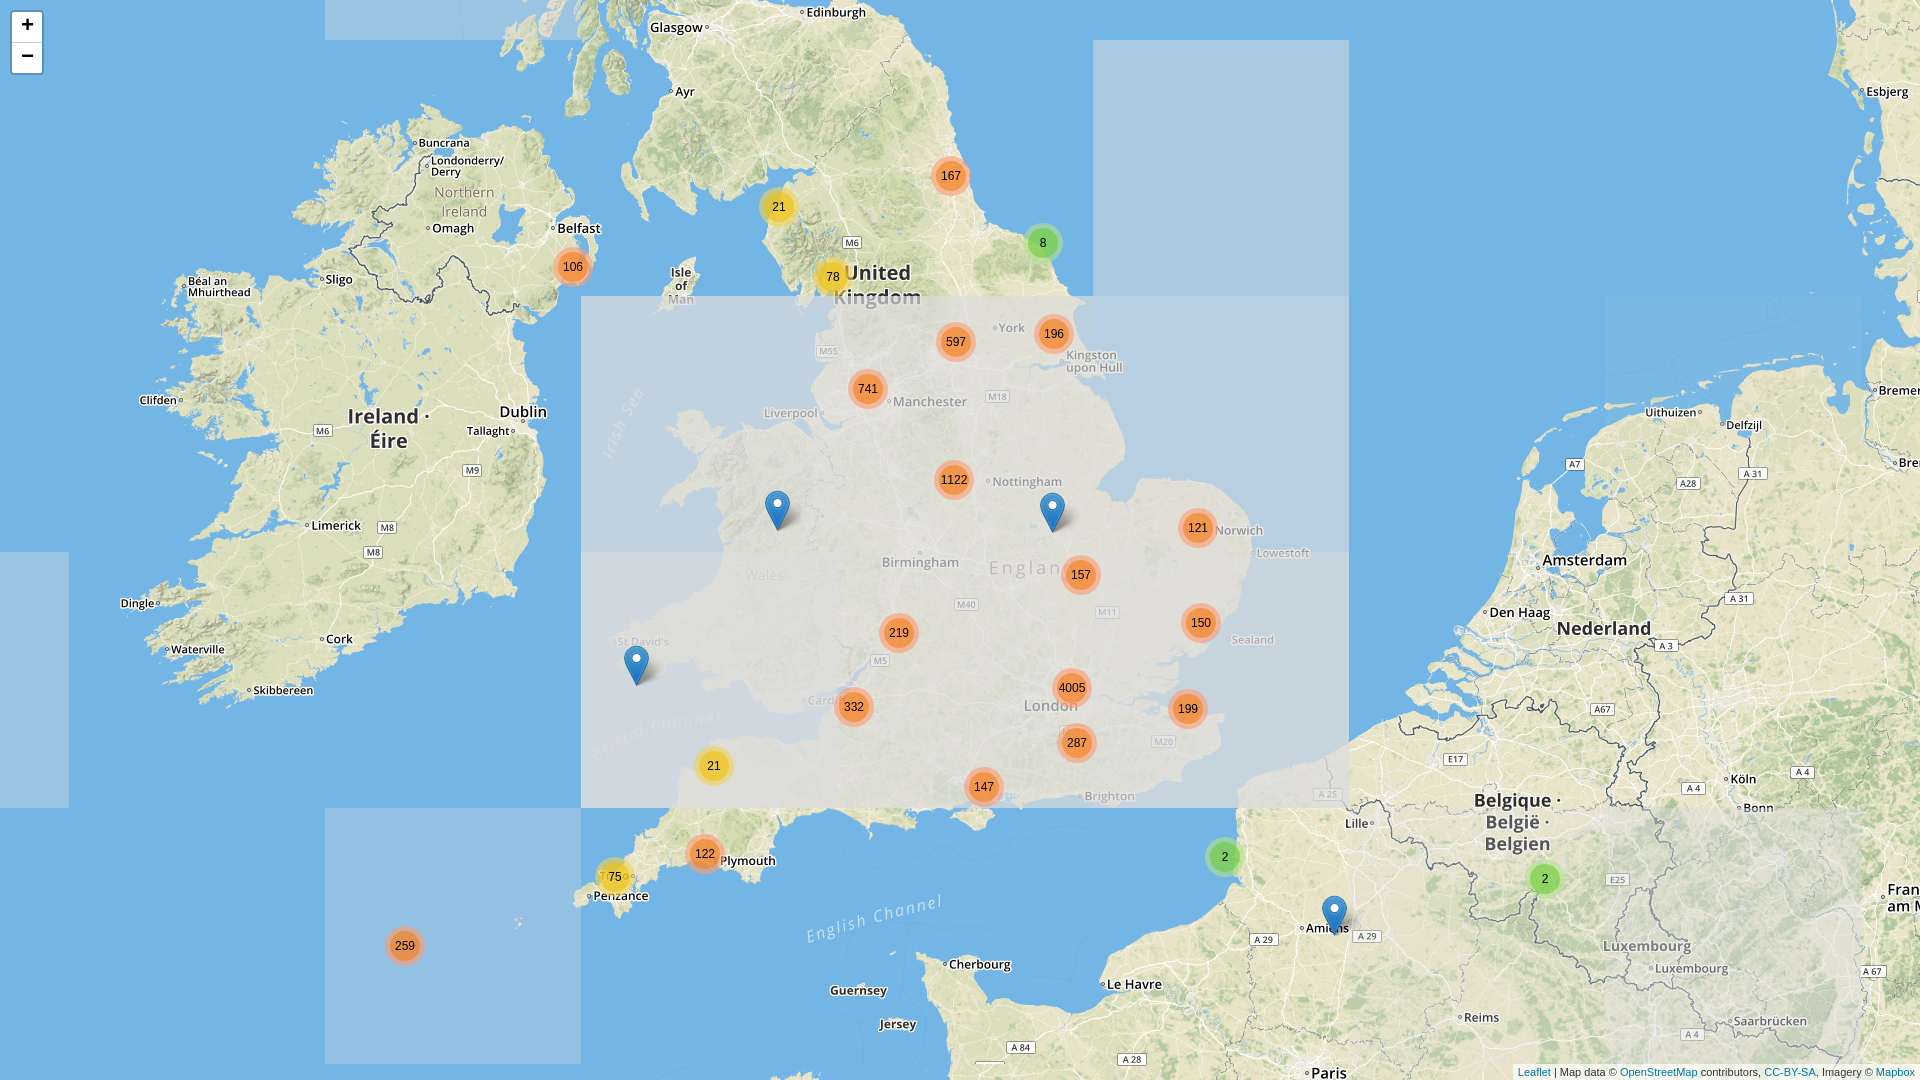 +
−
Glasgow
Edinburgh
Ayr
Esbjerg
Buncrana
Londonderry/
Derry
Northern
Ireland
Omagh
Belfast
167
21
8
M6
106
78
United
Kingdom
Isle
of
Man
Sligo
Béal an
Mhuirthead
York
196
597
M55
Kingston
upon Hull
741
Manchester
M18
Liverpool
Irish Sea
Clifden
Ireland ·
Éire
M6
Dublin
Tallaght
M9
Uithuizen
Delfzijl
A7
A 31
A28
1122
Nottingham
Limerick
M8
M8
121
Norwich
Lowestoft
Birmingham
Wales
157
Amsterdam
Dingle
M40
M11
A 31
Den Haag
Nederland
150
219
Sealand
Cork
Waterville
St David's
M5
A 3
Skibbereen
4005
London
332
199
A67
Bristol Channel
287
M20
E17
21
147
Brighton
A 25
Köln
A 4
A 4
Bonn
Belgique ·
België ·
Belgien
Lille
122
Plymouth
2
75
Penzance
2
E25
English Channel
Amiens
A 29
A 29
259
Luxembourg
Luxembourg
A 67
Cherbourg
Le Havre
Guernsey
Jersey
Reims
Saarbrücken
A 4
A 84
A 28
Paris
Leaflet | Map data © OpenStreetMap contributors, CC-BY-SA, Imagery © Mapbox